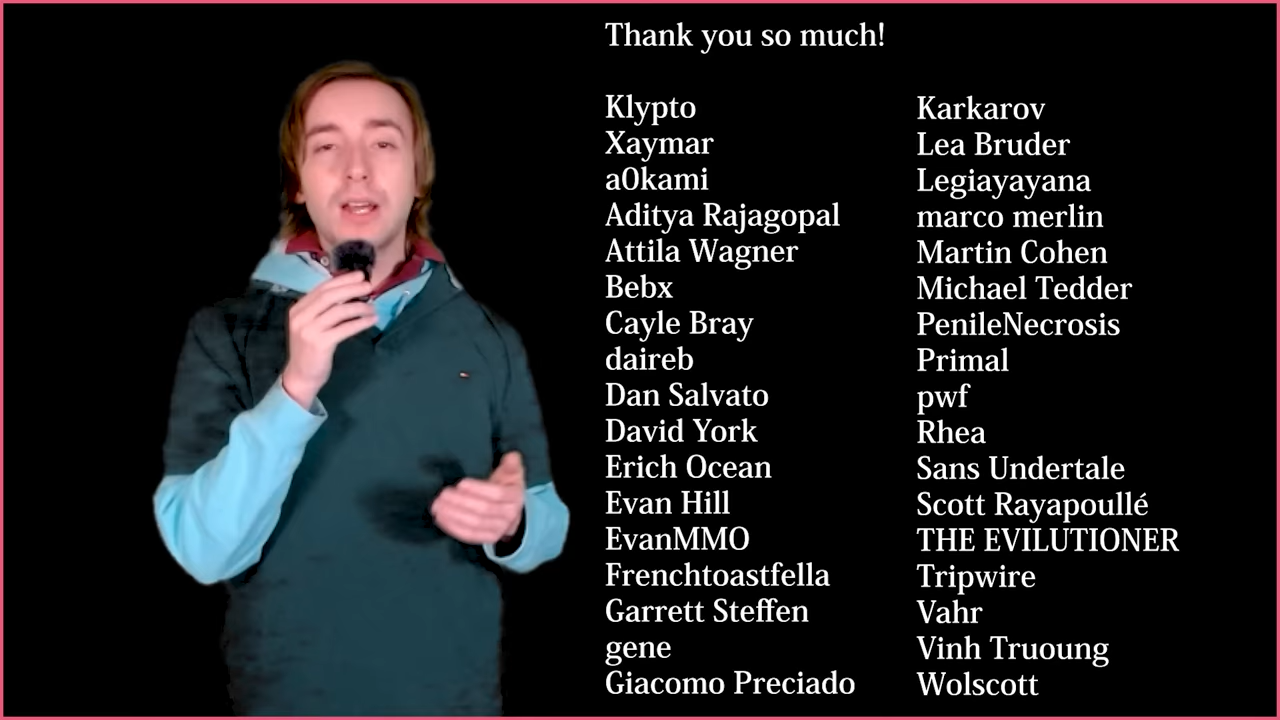 Thank you so much!
Klypto
Xaymar
a0kami
Aditya Rajagopal
Attila Wagner
Bebx
Cayle Bray
daireb
Dan Salvato
David York
Erich Ocean
Evan Hill
EvanMMO
Frenchtoastfella
Garrett Steffen
gene
Giacomo Preciado
Karkarov
Lea Bruder
Legiayayana
marco merlin
Martin Cohen
Michael Tedder
PenileNecrosis
Primal
pwf
Rhea
Sans Undertale
Scott Rayapoullé
THE EVILUTIONER
Tripwire
Vahr
Vinh Truoung
Wolscott